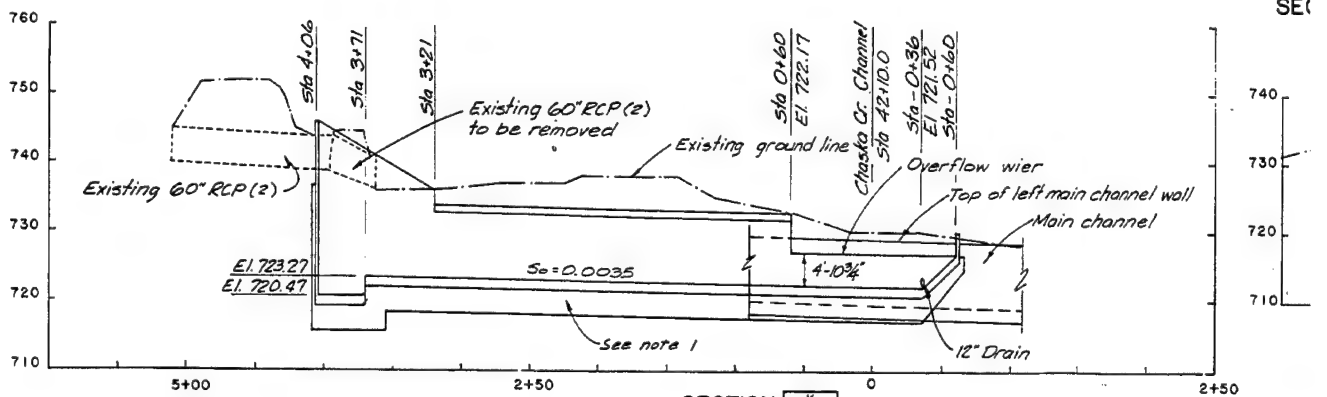 SEC
760
750
740
730
720
710
Sta 4+06
Sta 3+71
Sta 3+21
Sta 0+60
El. 722.17
Chaska Cr. Channel
Sta 42+10.0
Sta -0+36
El 721.52
Sta -0+60
Existing 60" RCP (2)
to be removed
Existing ground line
Overflow wier
Top of left main channel wall
Main channel
Existing 60" RCP (2)
El. 723.27
El. 720.47
So = 0.0035
4'-10¾"
See note 1
12" Drain
5+00
2+50
0
2+50
740
730
720
710